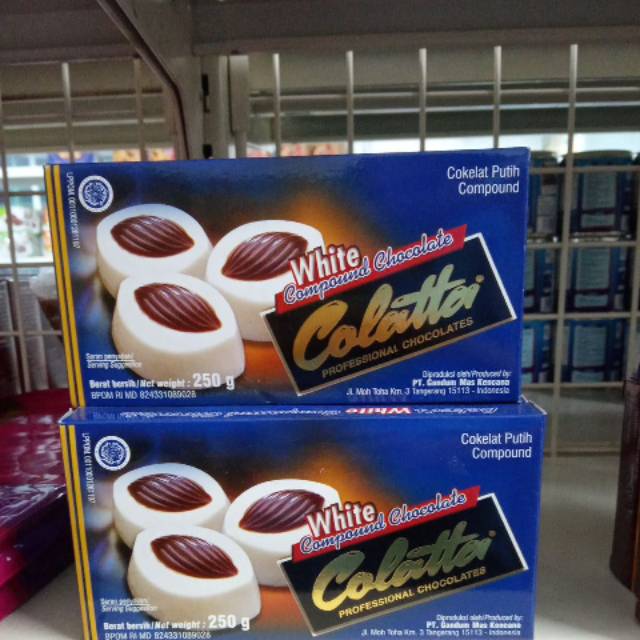 Cokelat Putih
Compound
White
Compound Chocolate
Colatta
PROFESSIONAL CHOCOLATES
Saran penyajian/
Serving Suggestion
Berat bersih/Net weight : 250 g
BPOM RI MD 824331089028
Diproduksi oleh/Produced by:
PT. Gandum Mas Kencana
Jl. Moh Toha Km. 3 Tangerang 15113 - Indonesia
White
Cokelat Putih
Compound
White
Compound Chocolate
Colatta
PROFESSIONAL CHOCOLATES
Saran penyajian/
Serving Suggestion
Berat bersih/Net weight : 250 g
BPOM RI MD 824331089028
Diproduksi oleh/Produced by:
PT. Gandum Mas Kencana
Jl. Moh Toha Km. 3 Tangerang 15113 - Indonesia